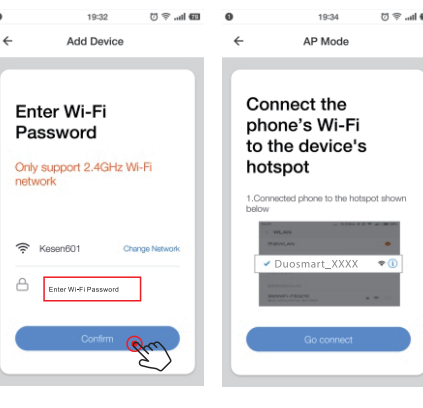 19:32
Add Device
Enter Wi-Fi
Password
Only support 2.4GHz Wi-Fi
network
Kesen601
Change Network
Enter Wi-Fi Password
Confirm
19:34
AP Mode
Connect the
phone's Wi-Fi
to the device's
hotspot
1.Connected phone to the hotspot shown
below
WLAN
Duosmart_XXXX
Go connect